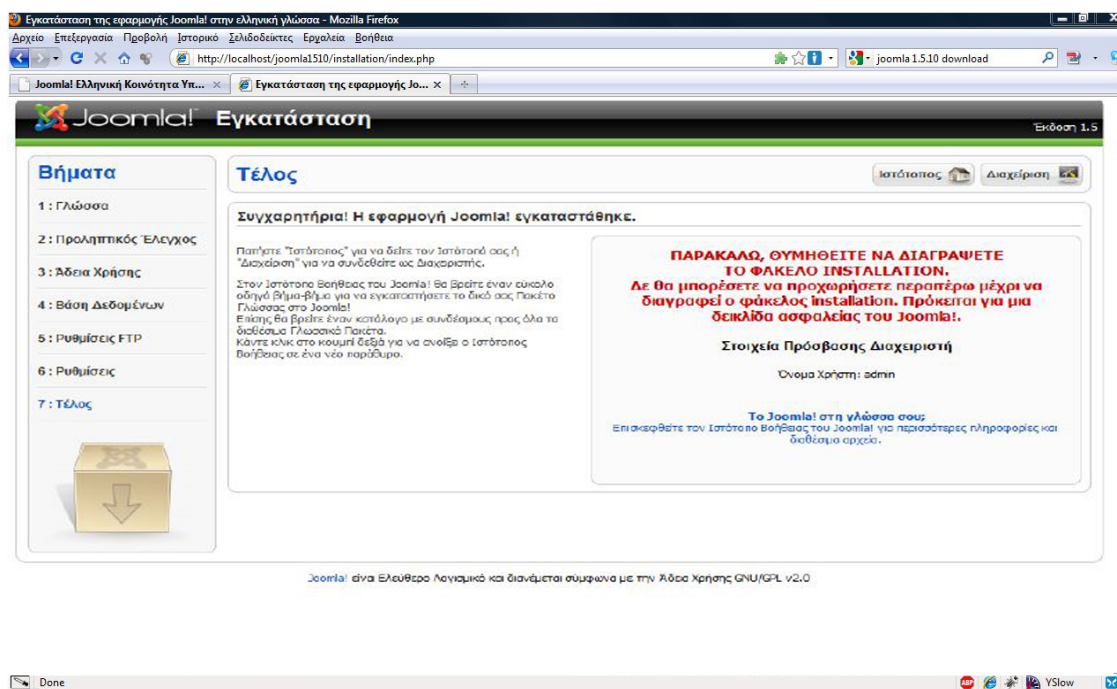 Εγκατάσταση της εφαρμογής Joomla! στην ελληνική γλώσσα - Mozilla Firefox
Αρχείο Επεξεργασία Προβολή Ιστορικό Σελιδοδείκτες Εργαλεία Βοήθεια
http://localhost/joomla1510/installation/index.php
joomla 1.5.10 download
Joomla! Ελληνική Κοινότητα Υπ...
Εγκατάσταση της εφαρμογής Jo...
Joomla! Εγκατάσταση
Έκδοση 1.5
Βήματα
1 : Γλώσσα
2 : Προληπτικός Έλεγχος
3 : Άδεια Χρήσης
4 : Βάση Δεδομένων
5 : Ρυθμίσεις FTP
6 : Ρυθμίσεις
7 : Τέλος
Τέλος
Ιστότοπος
Διαχείριση
Συγχαρητήρια! Η εφαρμογή Joomla! εγκαταστάθηκε.
Πατήστε "Ιστότοπος" για να δείτε τον Ιστότοπό σας ή
"Διαχείριση" για να συνδεθείτε ως Διαχειριστής.
Στον Ιστότοπο Βοήθειας του Joomla! θα βρείτε έναν εύκολο
οδηγό βήμα-βήμα για να εγκαταστήσετε το δικό σας Πακέτο
Γλώσσας στο Joomla!
Επίσης θα βρείτε έναν κατάλογο με συνδέσμους προς όλα τα
διαθέσιμα Γλωσσικά Πακέτα.
Κάντε κλικ στο κουμπί δεξιά για να ανοίξει ο Ιστότοπος
Βοήθειας σε ένα νέο παράθυρο.
ΠΑΡΑΚΑΛΩ, ΘΥΜΗΘΕΙΤΕ ΝΑ ΔΙΑΓΡΑΨΕΤΕ
ΤΟ ΦΑΚΕΛΟ INSTALLATION.
Δε θα μπορέσετε να προχωρήσετε περαιτέρω μέχρι να
διαγραφεί ο φάκελος installation. Πρόκειται για μια
δεικλίδα ασφαλείας του Joomla!.
Στοιχεία Πρόσβασης Διαχειριστή
Όνομα Χρήστη: admin
Το Joomla! στη γλώσσα σου;
Επισκεφθείτε τον Ιστότοπο Βοήθειας του Joomla! για περισσότερες πληροφορίες και
διαθέσιμα αρχεία.
Joomla! είναι Ελεύθερο Λογισμικό και διανέμεται σύμφωνα με την Άδεια Χρήσης GNU/GPL v2.0
Done
ABP
YSlow